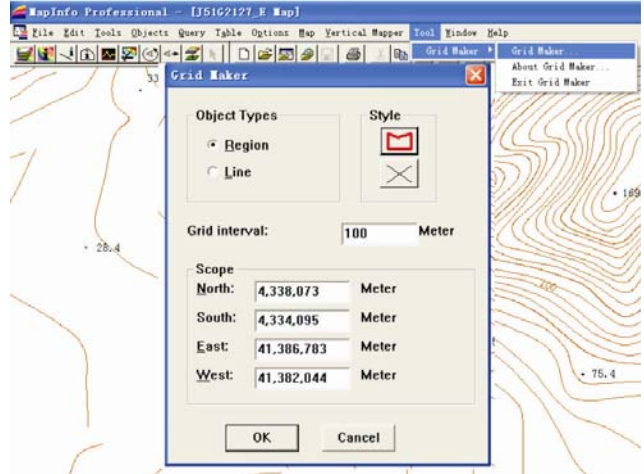 MapInfo Professional - [J51G2127_E Map]
File Edit Tools Objects Query Table Options Map Vertical Mapper Tool Window Help
Grid Maker Grid Maker...
About Grid Maker...
Exit Grid Maker
Grid Maker
33
Object Types Style
Region
Line
169
28.4
Grid interval: 100 Meter
Scope
North: 4,338,073 Meter
South: 4,334,095 Meter
East: 41,386,783 Meter
West: 41,382,044 Meter
75.4
OK Cancel